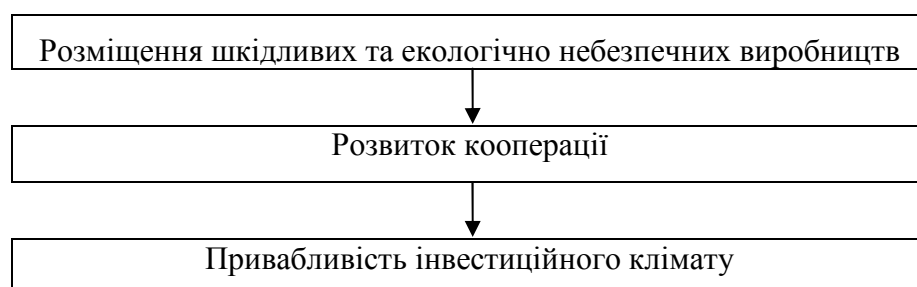 Розміщення шкідливих та екологічно небезпечних виробництв
Розвиток кооперації
Привабливість інвестиційного клімату